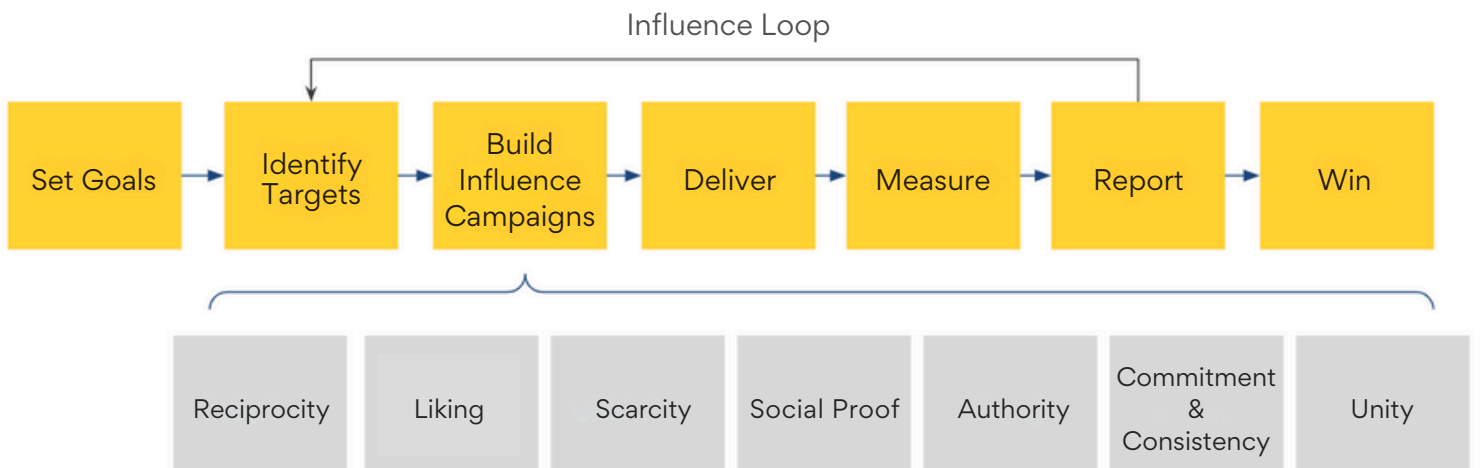 Influence Loop
Set Goals
Identify
Targets
Build
Influence
Campaigns
Deliver
Measure
Report
Win
Reciprocity
Liking
Scarcity
Social Proof
Authority
Commitment
&
Consistency
Unity